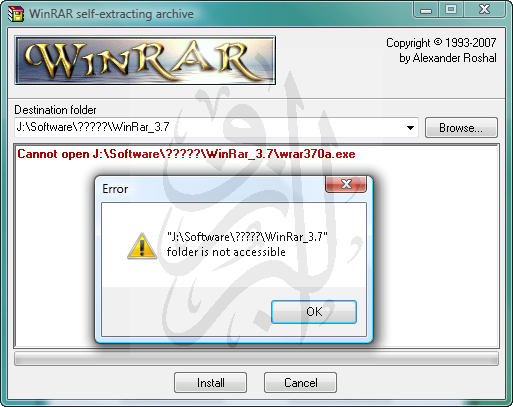 WinRAR self-extracting archive
WINRAR
Copyright © 1993-2007
by Alexander Roshal
Destination folder
J:\Software\?????\WinRar_3.7
Browse...
Cannot open J:\Software\?????\WinRar_3.7\wrar370a.exe
Error
"J:\Software\?????\WinRar_3.7"
folder is not accessible
OK
Install
Cancel